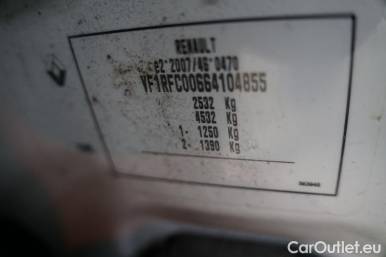 RENAULT
e2*2007/46*0470
VF1RFC00664104855
2532 Kg
4532 Kg
1- 1250 Kg
2- 1390 Kg
CarOutlet.eu